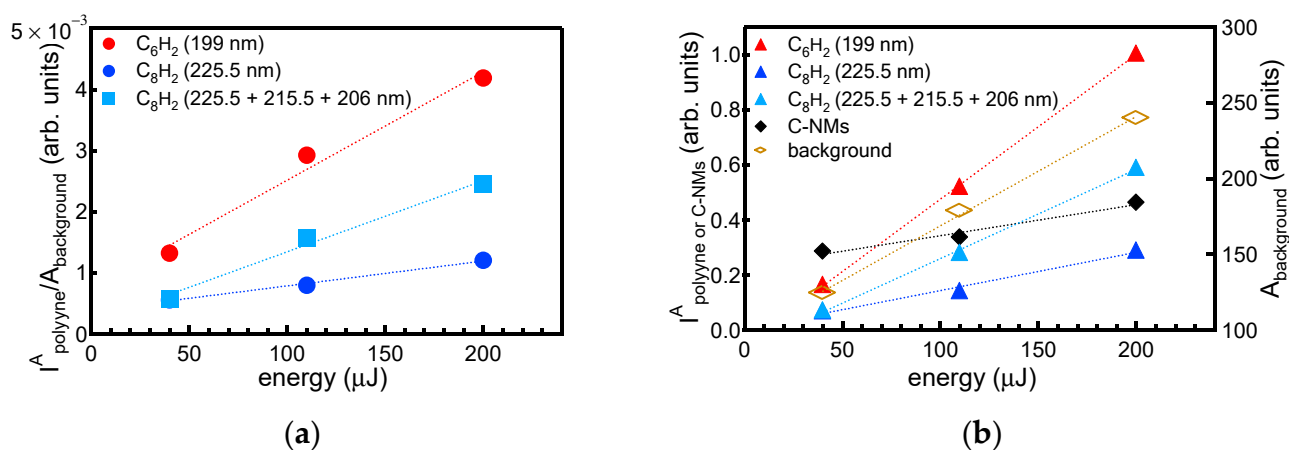 5 × 10⁻³
4
3
2
1
0
I^A_polyyne/A_background (arb. units)
C₆H₂ (199 nm)
C₈H₂ (225.5 nm)
C₈H₂ (225.5 + 215.5 + 206 nm)
0 50 100 150 200
energy (μJ)
(a)
1.0
0.8
0.6
0.4
0.2
0.0
I^A_polyyne or C-NMs (arb. units)
C₆H₂ (199 nm)
C₈H₂ (225.5 nm)
C₈H₂ (225.5 + 215.5 + 206 nm)
C-NMs
background
300
250
200
150
100
A_background (arb. units)
0 50 100 150 200
energy (μJ)
(b)